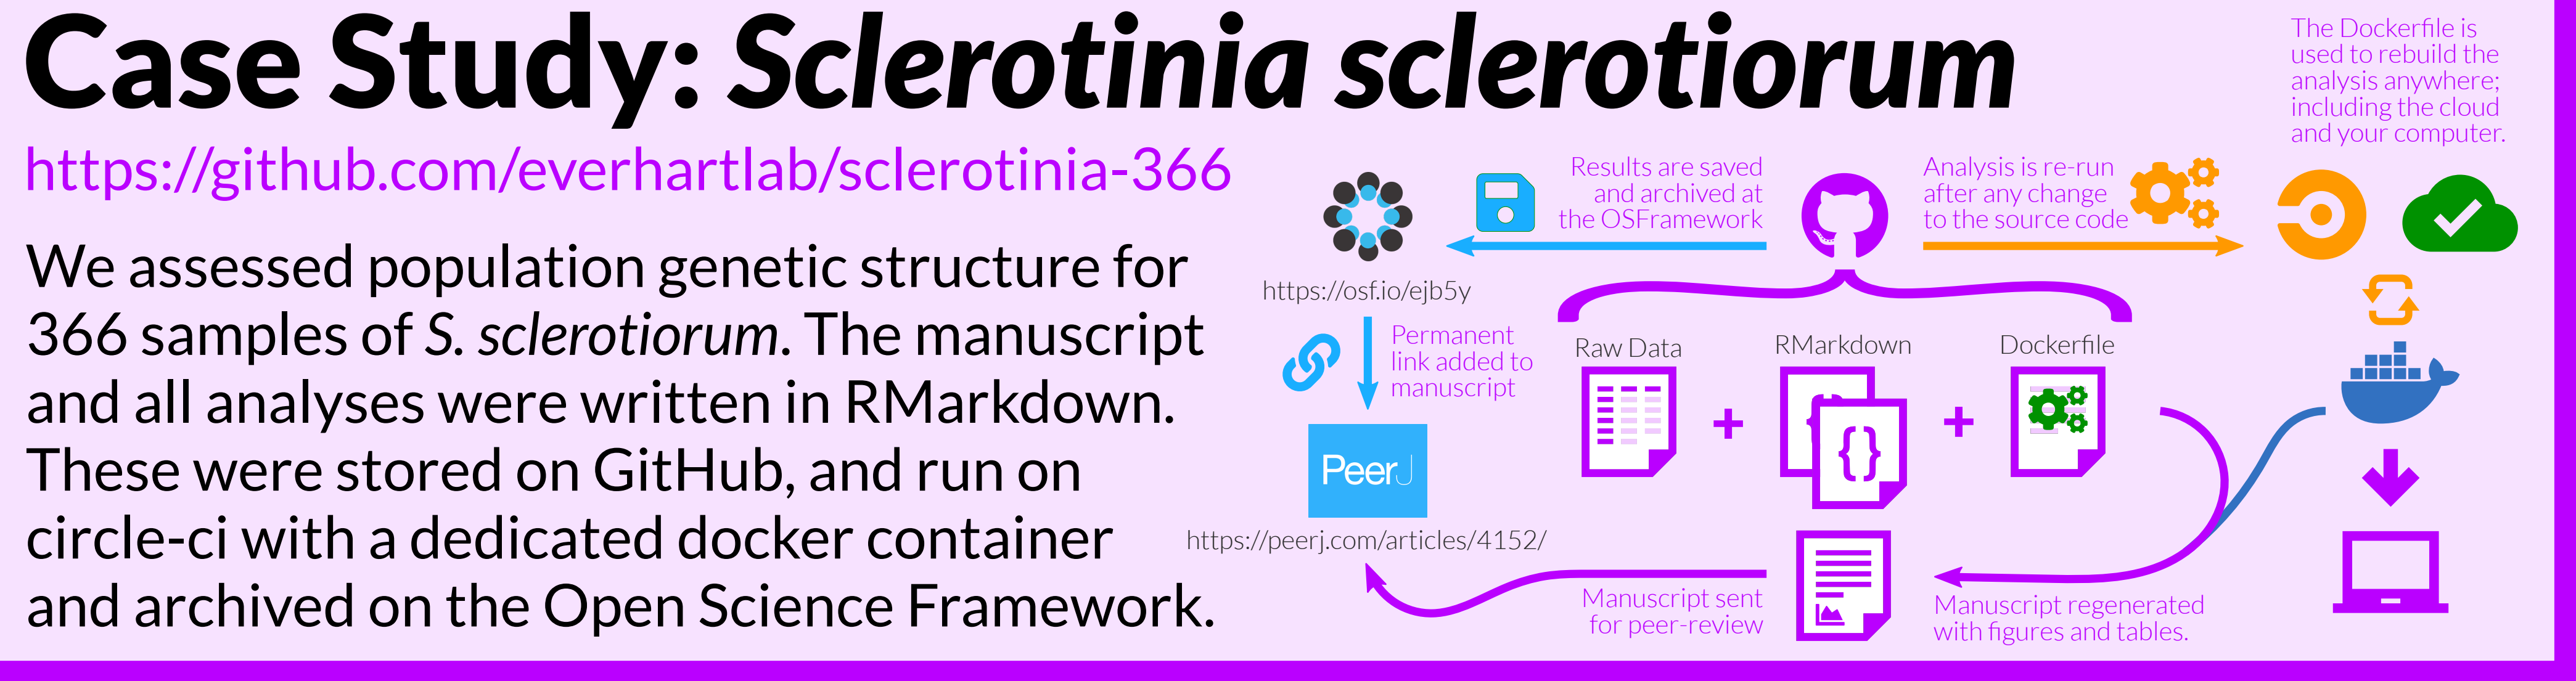 Case Study: Sclerotinia sclerotiorum
https://github.com/everhartlab/sclerotinia-366
We assessed population genetic structure for
366 samples of S. sclerotiorum. The manuscript
and all analyses were written in RMarkdown.
These were stored on GitHub, and run on
circle-ci with a dedicated docker container
and archived on the Open Science Framework.
The Dockerfile is
used to rebuild the
analysis anywhere;
including the cloud
and your computer.
Results are saved
and archived at
the OSFramework
Analysis is re-run
after any change
to the source code
https://osf.io/ejb5y
Permanent
link added to
manuscript
Raw Data
RMarkdown
Dockerfile
+
+
{}
PeerJ
https://peerj.com/articles/4152/
Manuscript sent
for peer-review
Manuscript regenerated
with figures and tables.